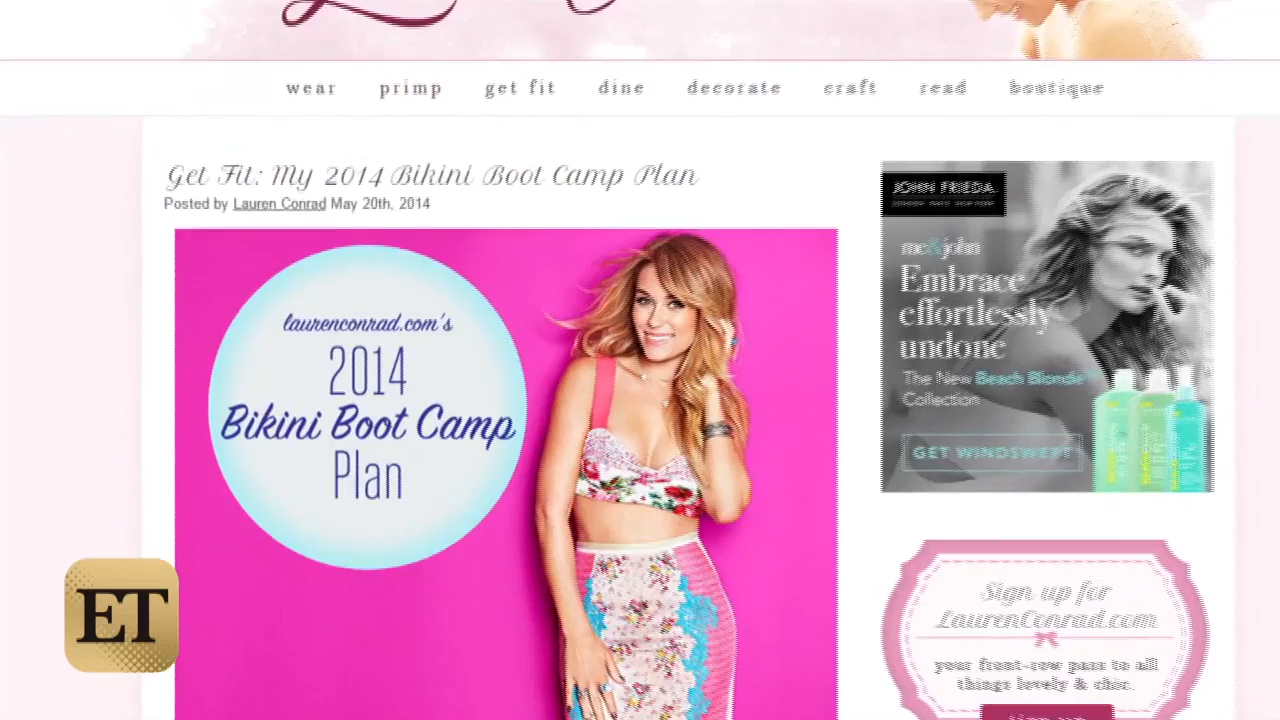 wear primp get fit dine decorate craft read boutique
Get Fit: My 2014 Bikini Boot Camp Plan
Posted by Lauren Conrad May 20th, 2014
laurenconrad.com's
2014
Bikini Boot Camp
Plan
JOHN FRIEDA.
me&john
Embrace
effortlessly
undone
The New Beach Blonde™
Collection
GET WINDSWEPT
Sign up for
LaurenConrad.com
your front-row pass to all
things lovely & chic.
ET